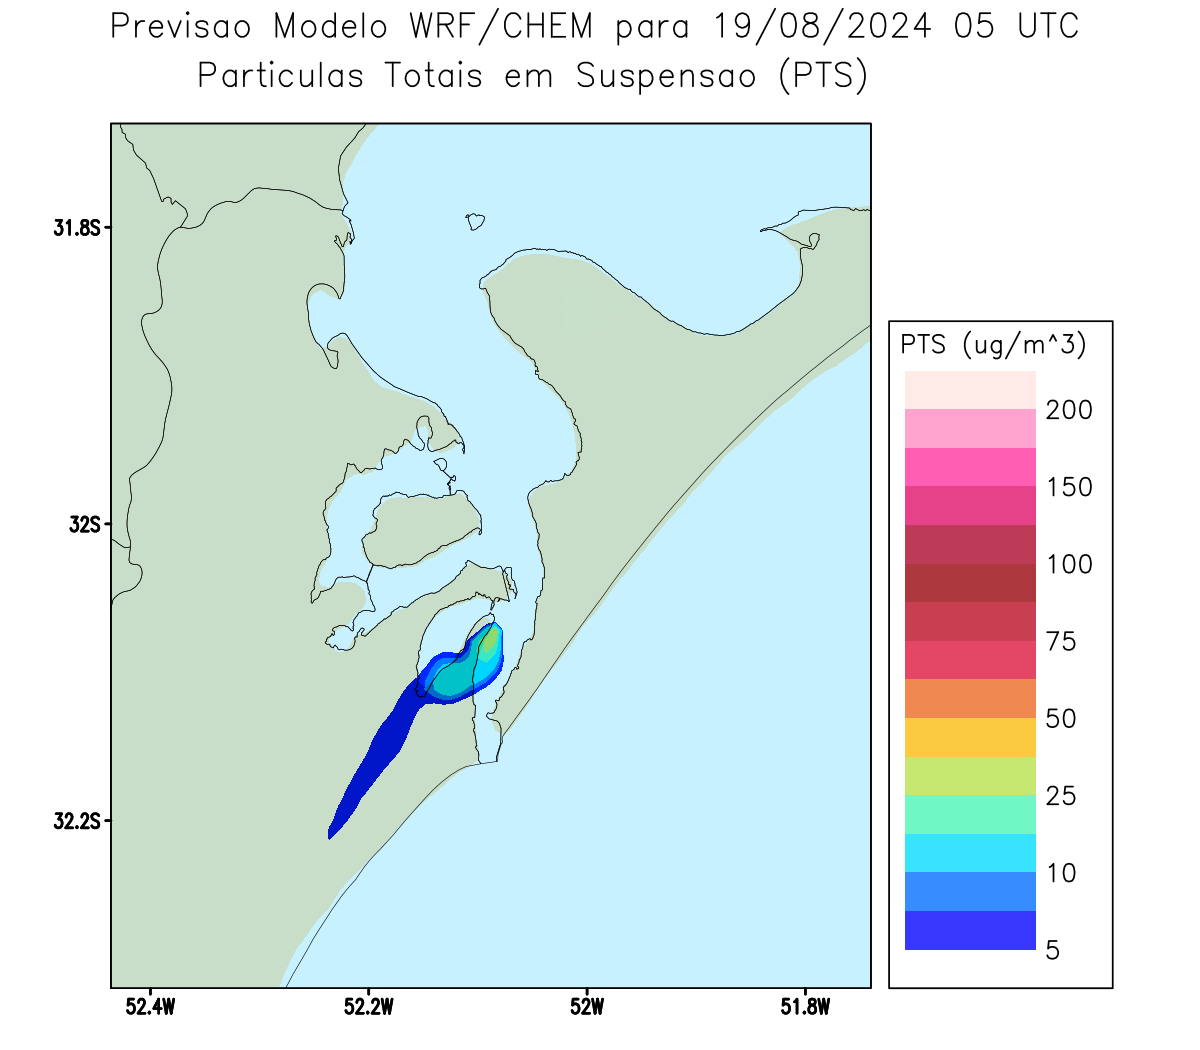 Previsao Modelo WRF/CHEM para 19/08/2024 05 UTC
Particulas Totais em Suspensao (PTS)
31.8S
32S
32.2S
52.4W
52.2W
52W
51.8W
PTS (ug/m^3)
200
150
100
75
50
25
10
5